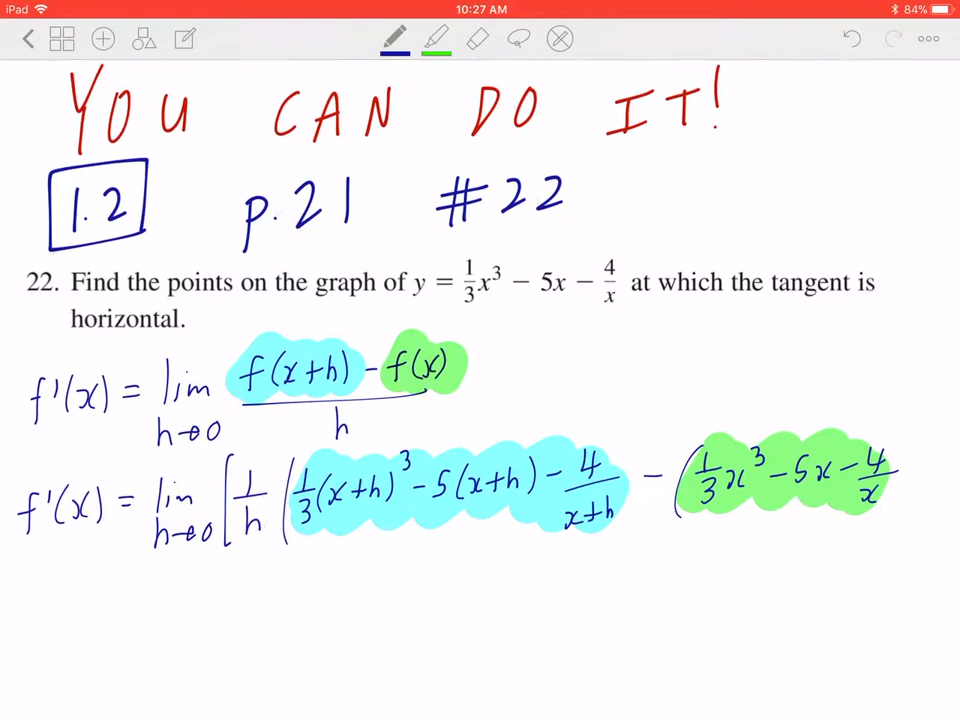 iPad 10:27 AM 84%
YOU CAN DO IT!
1.2 p.21 #22
22. Find the points on the graph of y = 1/3 x³ − 5x − 4/x at which the tangent is
horizontal.
f'(x) = lim h→0 f(x+h) - f(x) / h
f'(x) = lim h→0 [ 1/h ( 1/3 (x+h)³ - 5(x+h) - 4/(x+h) - ( 1/3 x³ - 5x - 4/x